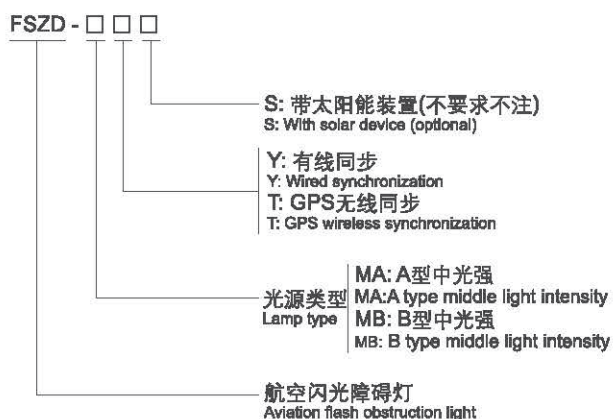 FSZD - □ □ □
S: 带太阳能装置(不要求不注)
S: With solar device (optional)
Y: 有线同步
Y: Wired synchronization
T: GPS无线同步
T: GPS wireless synchronization
光源类型
Lamp type
MA: A型中光强
MA:A type middle light intensity
MB: B型中光强
MB: B type middle light intensity
航空闪光障碍灯
Aviation flash obstruction light